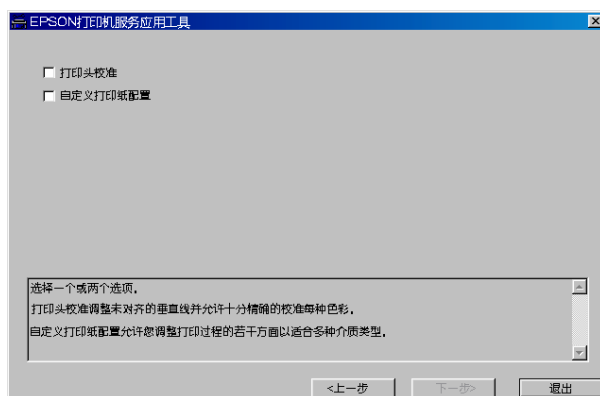 EPSON打印机服务应用工具
打印头校准
自定义打印纸配置
选择一个或两个选项。
打印头校准调整未对齐的垂直线并允许十分精确的校准每种色彩。
自定义打印纸配置允许您调整打印过程的若干方面以适合多种介质类型。
<上一步 下一步> 退出